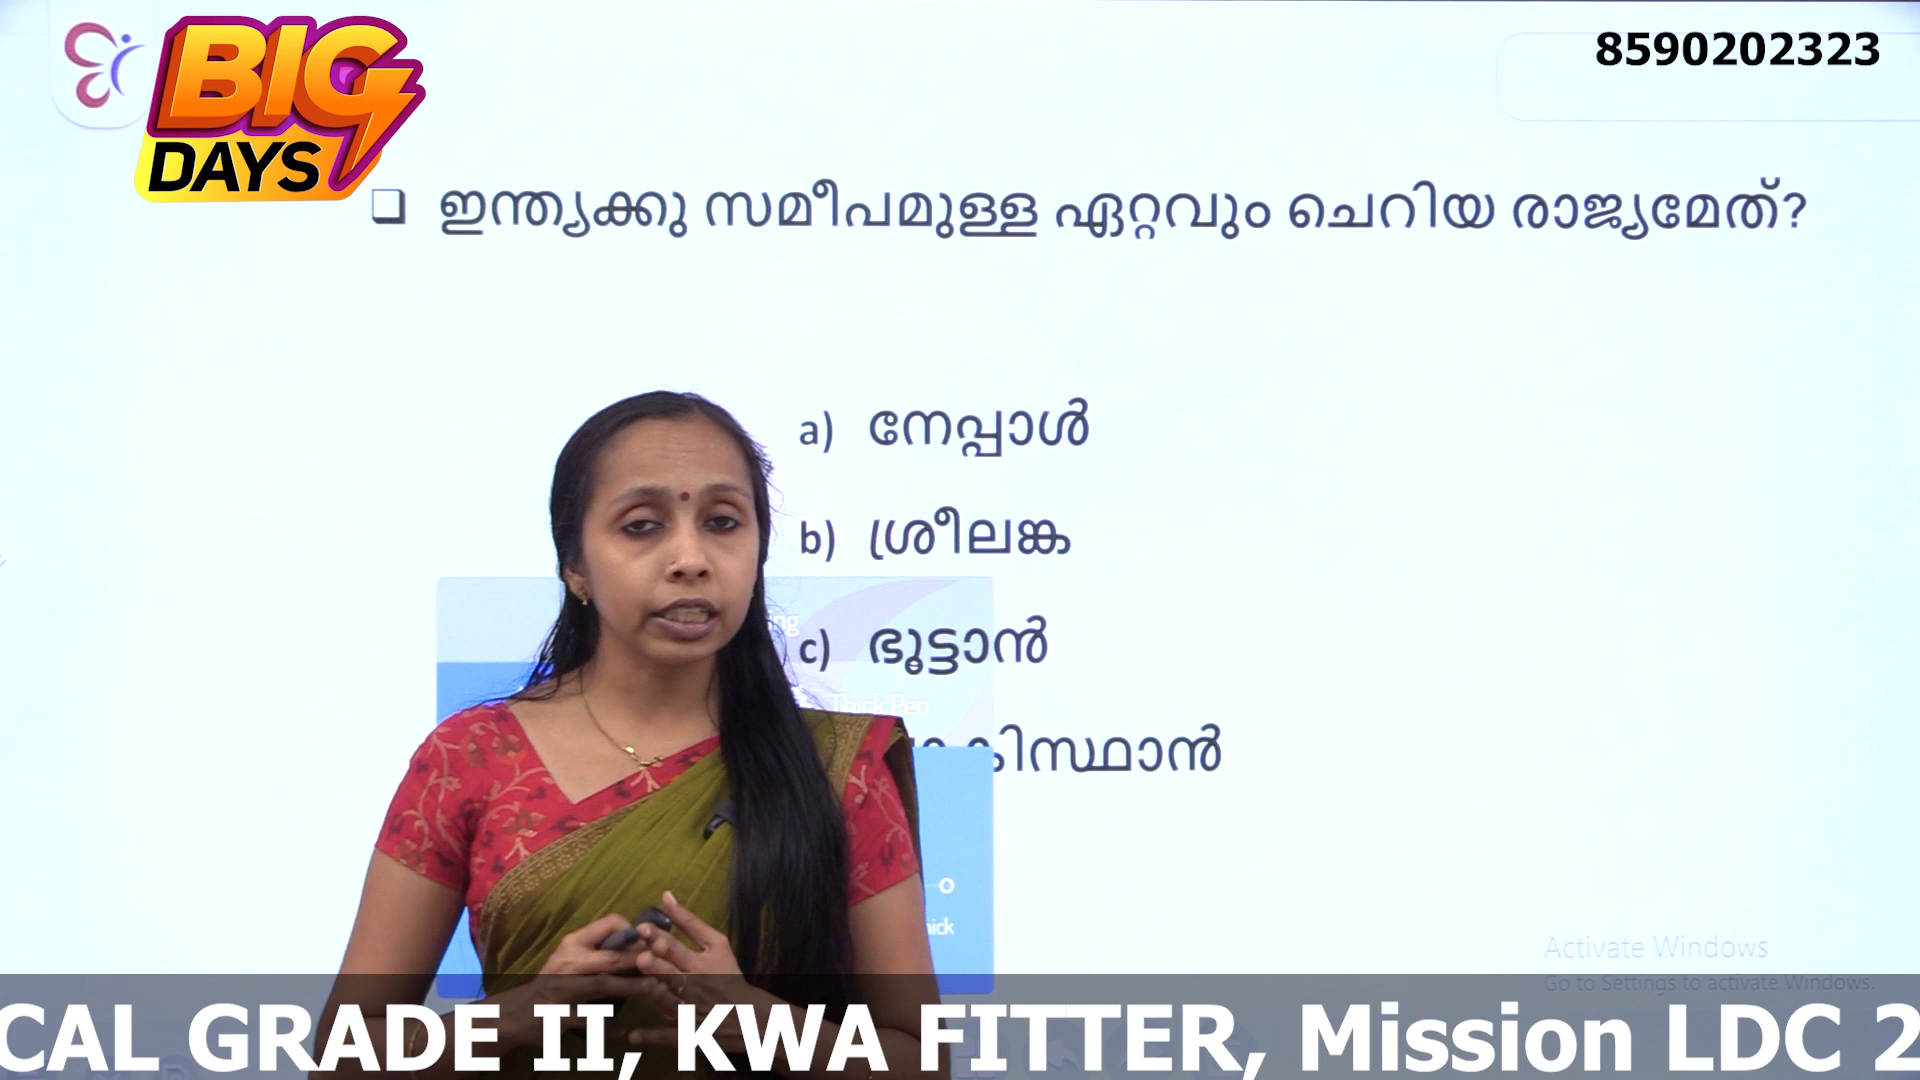 BIG
DAYS
8590202323
ഇന്ത്യക്കു സമീപമുള്ള ഏറ്റവും ചെറിയ രാജ്യമേത്?
a) നേപ്പാൾ
b) ശ്രീലങ്ക
c) ഭൂട്ടാൻ
Thick Pen
Activate Windows
Go to Settings to activate Windows.
CAL GRADE II, KWA FITTER, Mission LDC 2